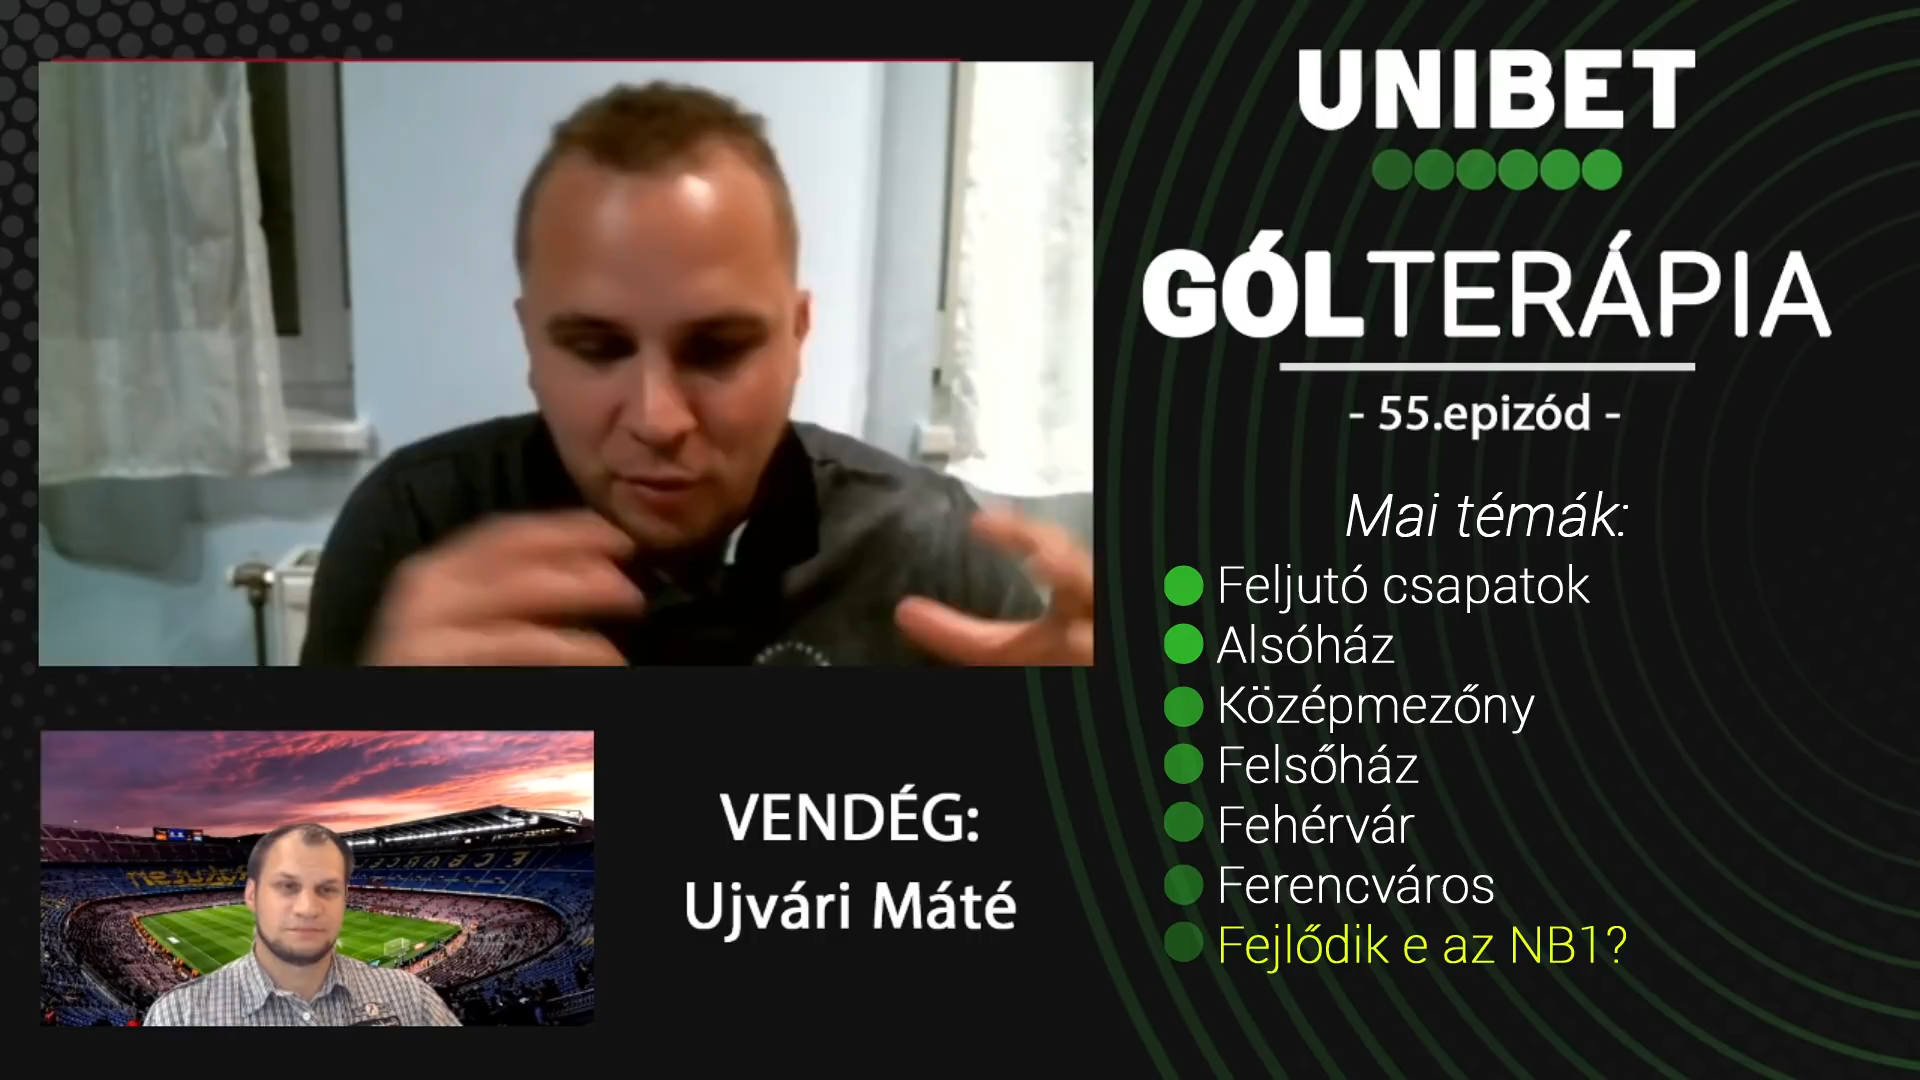 UNIBET
GÓLTERÁPIA
- 55.epizód -
Mai témák:
Feljutó csapatok
Alsóház
Középmezőny
Felsőház
Fehérvár
Ferencváros
Fejlődik e az NB1?
VENDÉG:
Ujvári Máté